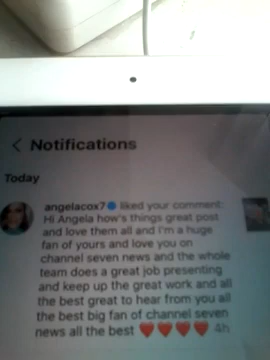 < Notifications
Today
angelacox7 liked your comment:
Hi Angela how's things great post
and love them all and I'm a huge
fan of yours and love you on
channel seven news and the whole
team does a great job presenting
and keep up the great work and all
the best great to hear from you all
the best big fan of channel seven
news all the best ❤️❤️❤️❤️ 4h